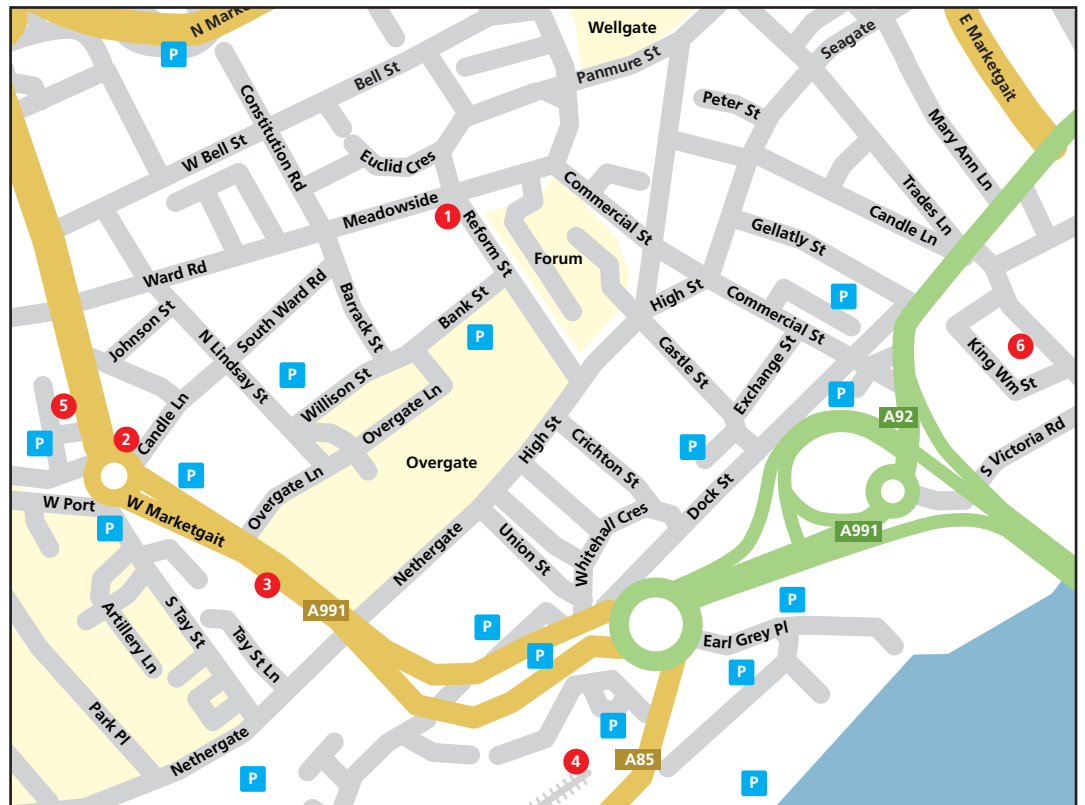 N Marke
P
Wellgate
Seagate
E Marketgait
Bell St
Panmure St
Constitution Rd
Peter St
Mary Ann Ln
W Bell St
Euclid Cres
Commercial St
Trades Ln
Meadowside
1
Reform St
Candle Ln
Gellatly St
Forum
Ward Rd
South Ward Rd
Barrack St
Bank St
High St
Commercial St
P
Johnson St
N Lindsay St
P
P
Castle St
Exchange St
King Wm St
6
Willison St
P
5
Candle Ln
Overgate Ln
A92
2
P
High St
Crichton St
P
S Victoria Rd
Overgate
P
Overgate Ln
Dock St
W Port
W Marketgait
P
Whitehall Cres
A991
Union St
Nethergate
3
A991
Artillery Ln
S Tay St
Tay St Ln
P
P
P
Earl Grey Pl
P
Park Pl
Nethergate
P
4
A85
P
P